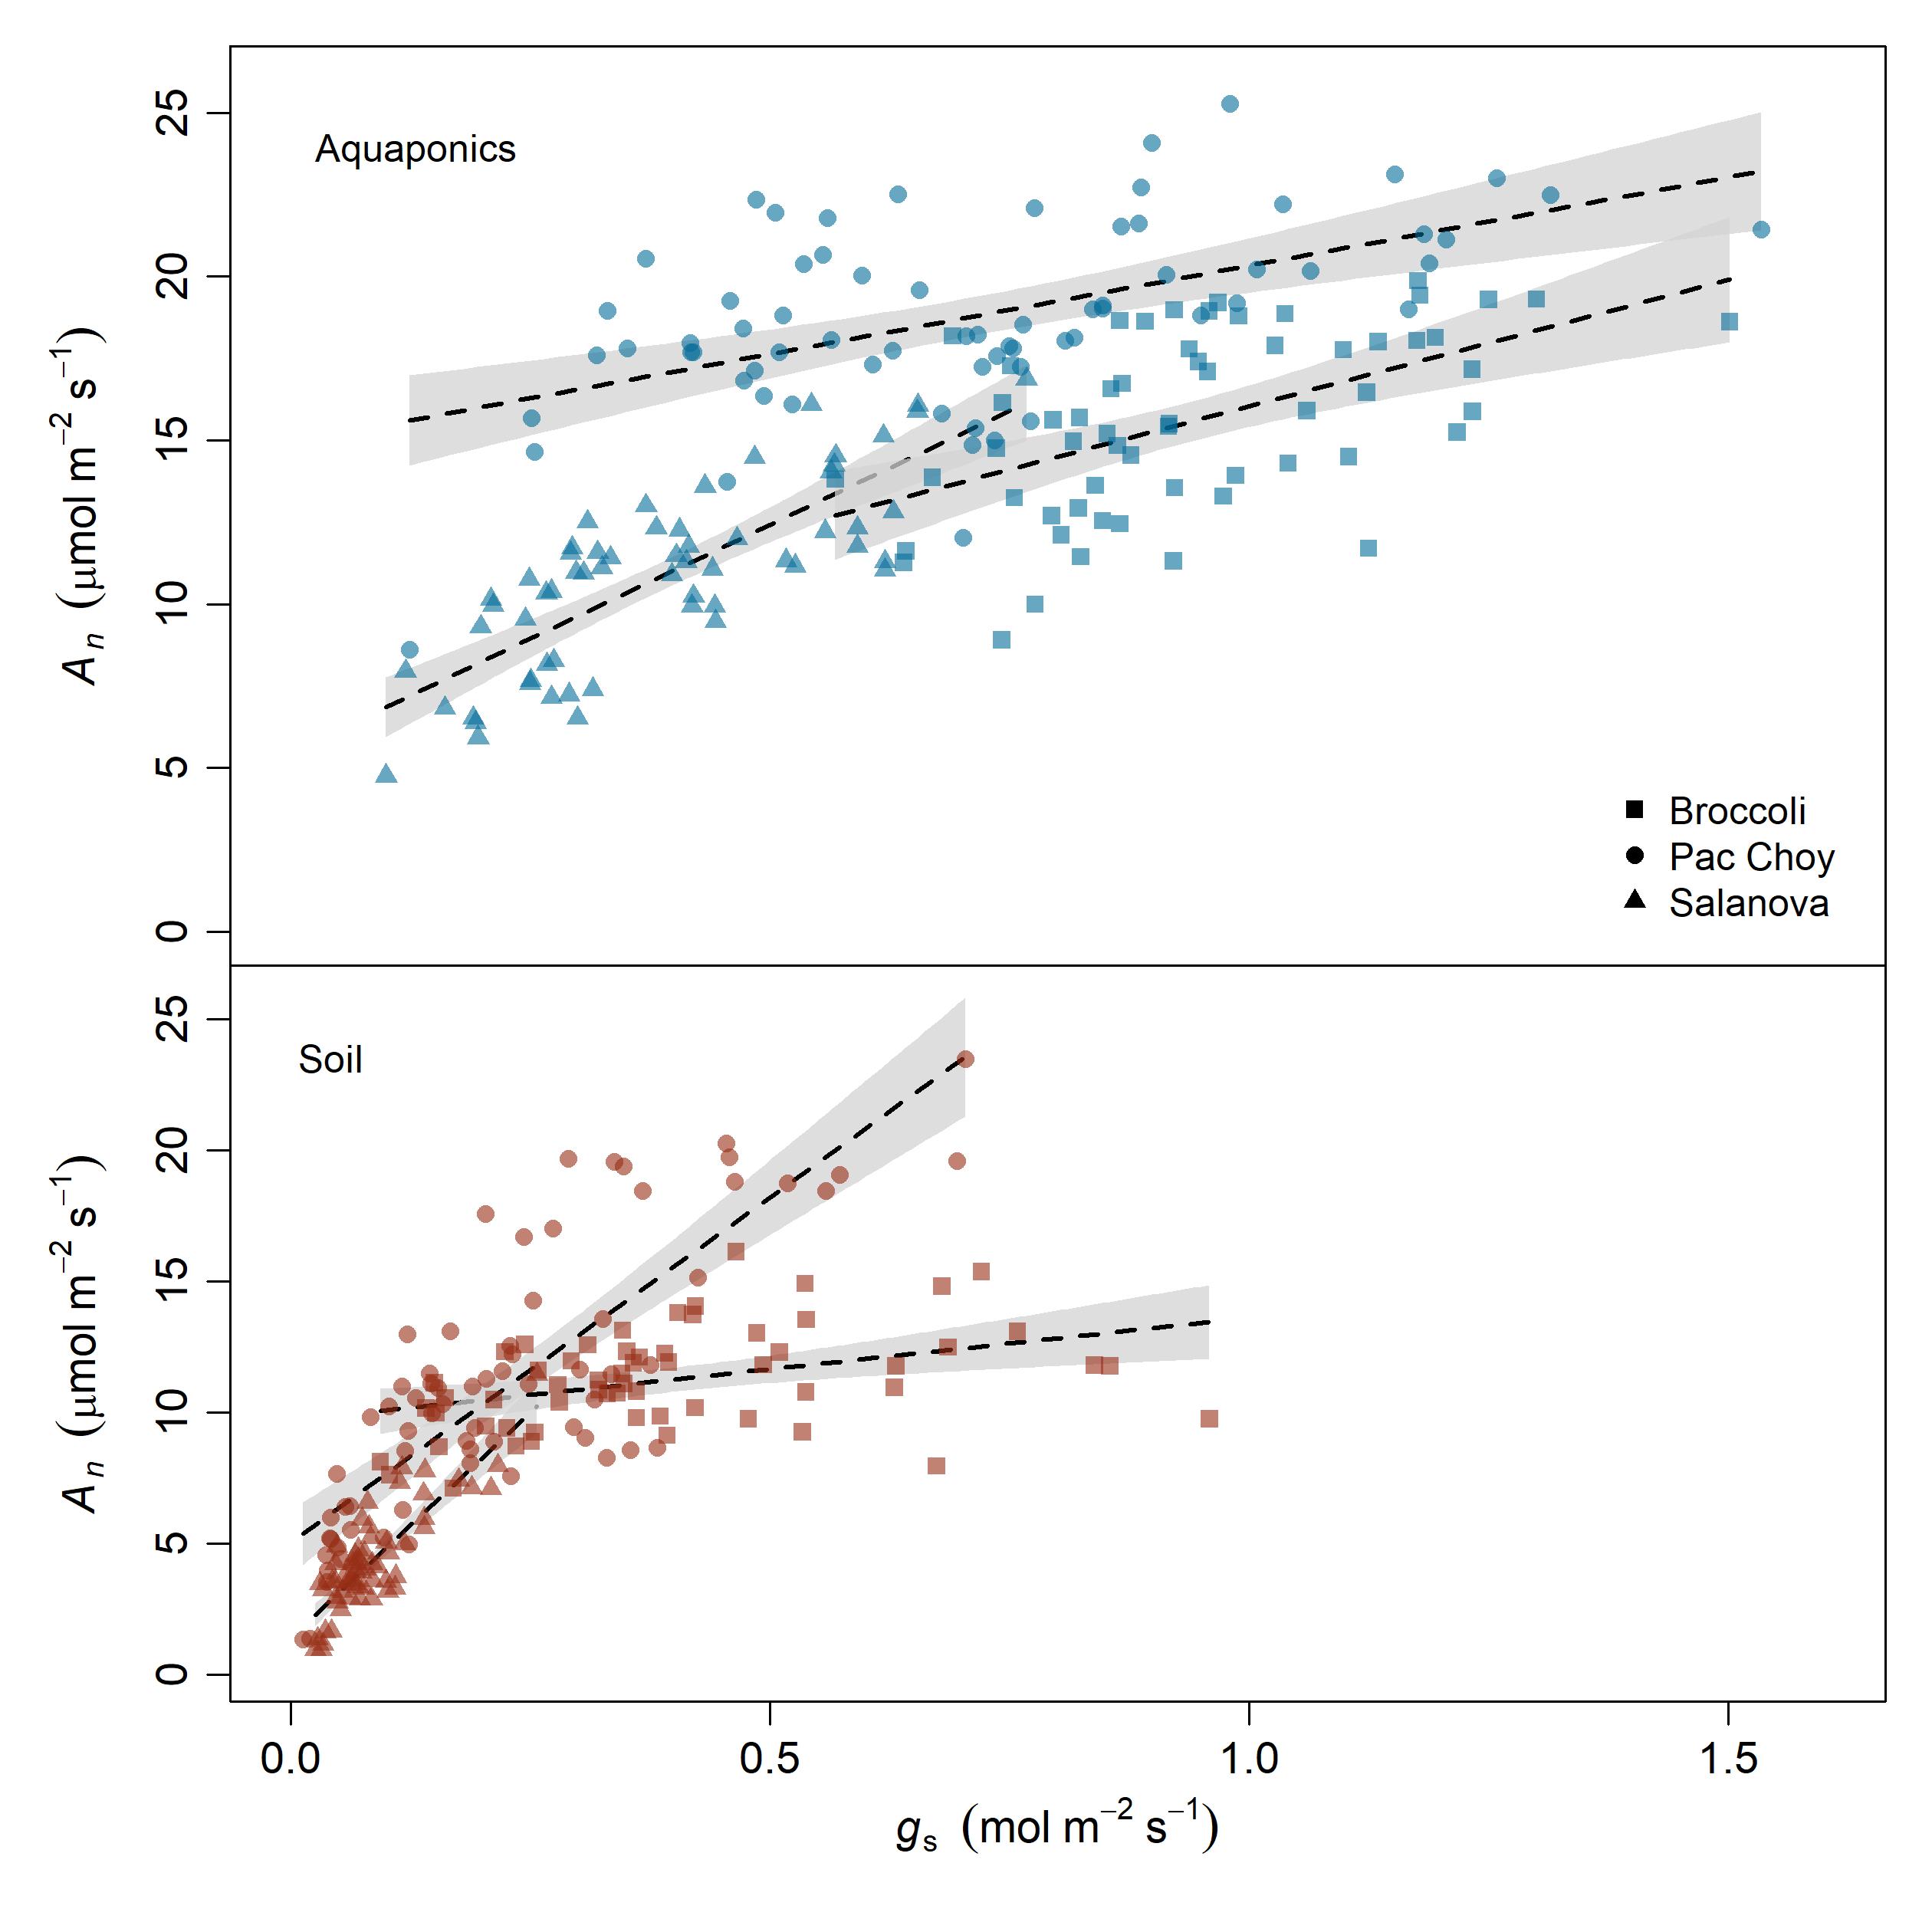 25
20
15
10
5
0
Aₙ (μmol m⁻² s⁻¹)
Aquaponics
Broccoli
Pac Choy
Salanova
25
20
15
10
5
0
Aₙ (μmol m⁻² s⁻¹)
Soil
0.0 0.5 1.0 1.5
gₛ (mol m⁻² s⁻¹)